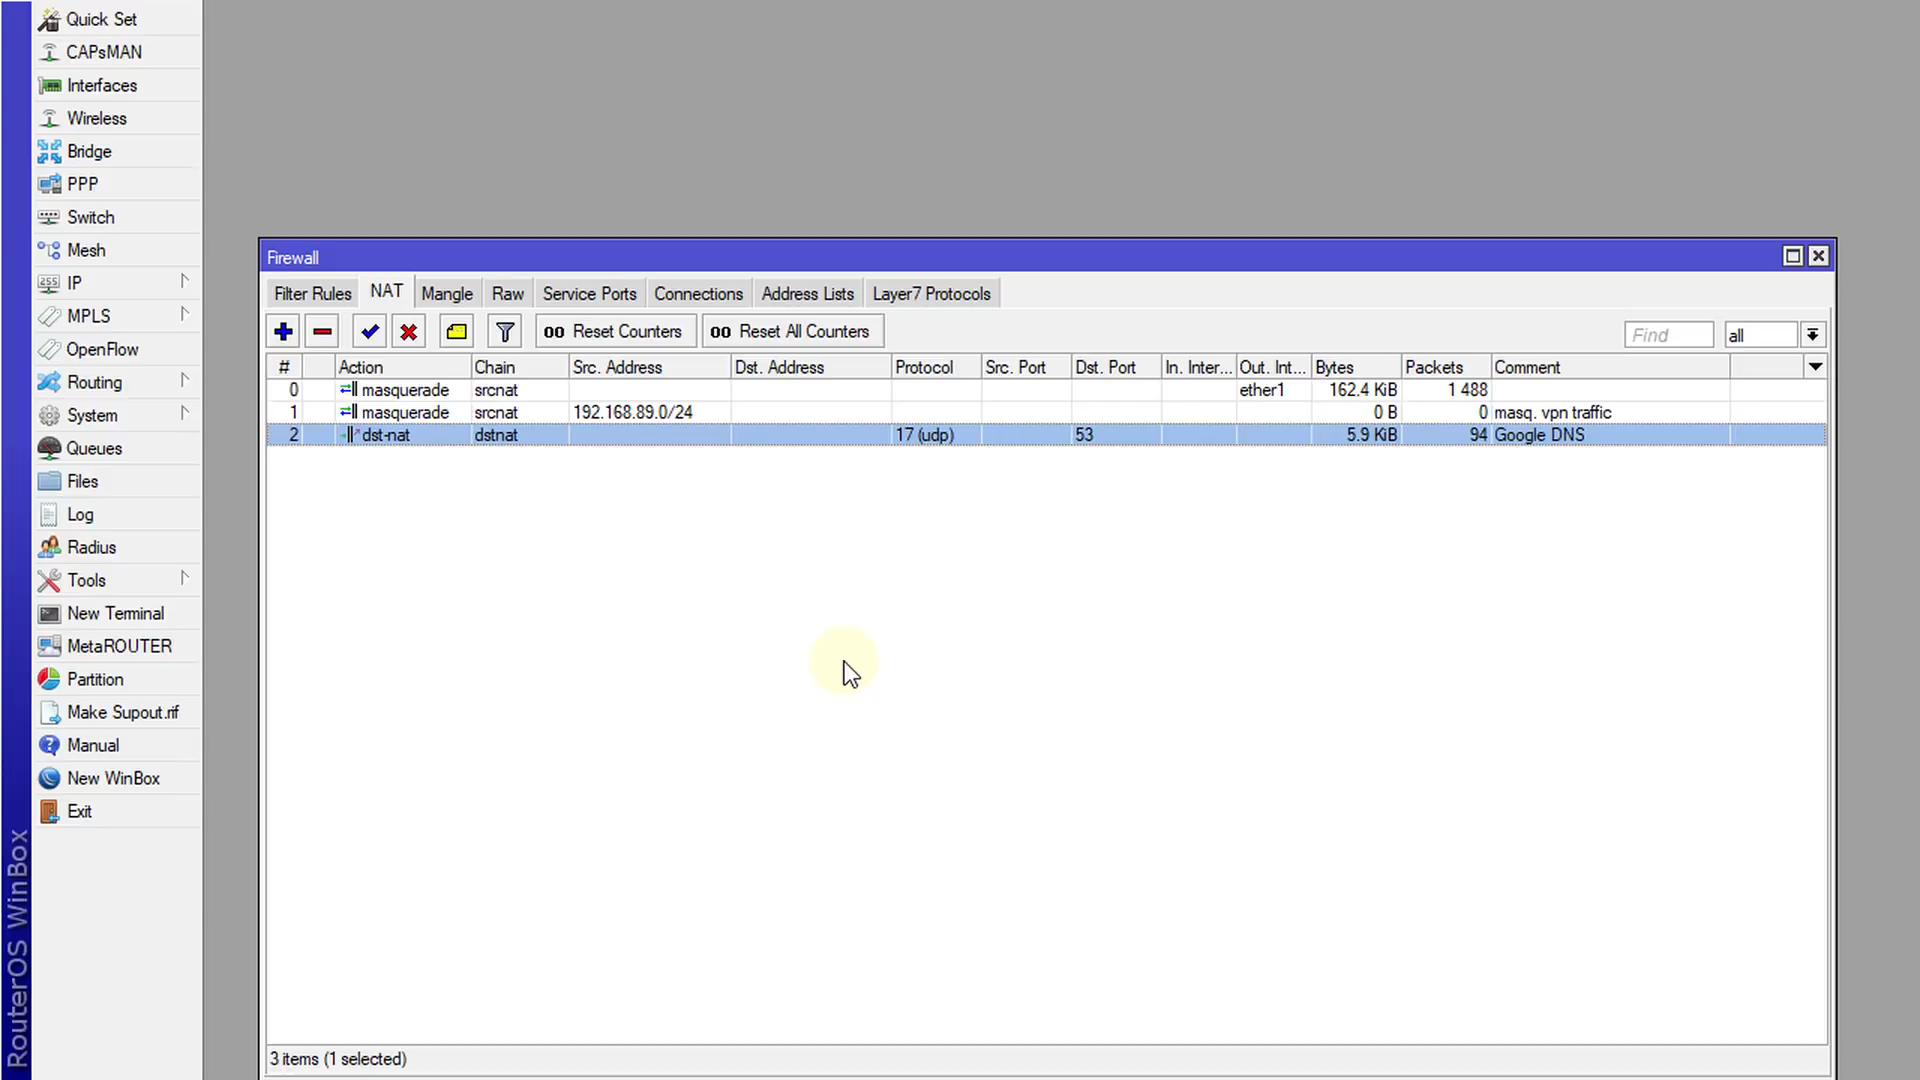 Quick Set
CAPsMAN
Interfaces
Wireless
Bridge
PPP
Switch
Mesh
IP
MPLS
OpenFlow
Routing
System
Queues
Files
Log
Radius
Tools
New Terminal
MetaROUTER
Partition
Make Supout.rif
Manual
New WinBox
Exit
RouterOS WinBox
Firewall
Filter Rules NAT Mangle Raw Service Ports Connections Address Lists Layer7 Protocols
00 Reset Counters 00 Reset All Counters Find all
# Action Chain Src. Address Dst. Address Protocol Src. Port Dst. Port In. Inter... Out. Int... Bytes Packets Comment
0 masquerade srcnat ether1 162.4 KiB 1 488
1 masquerade srcnat 192.168.89.0/24 0 B 0 masq. vpn traffic
2 dst-nat dstnat 17 (udp) 53 5.9 KiB 94 Google DNS
3 items (1 selected)